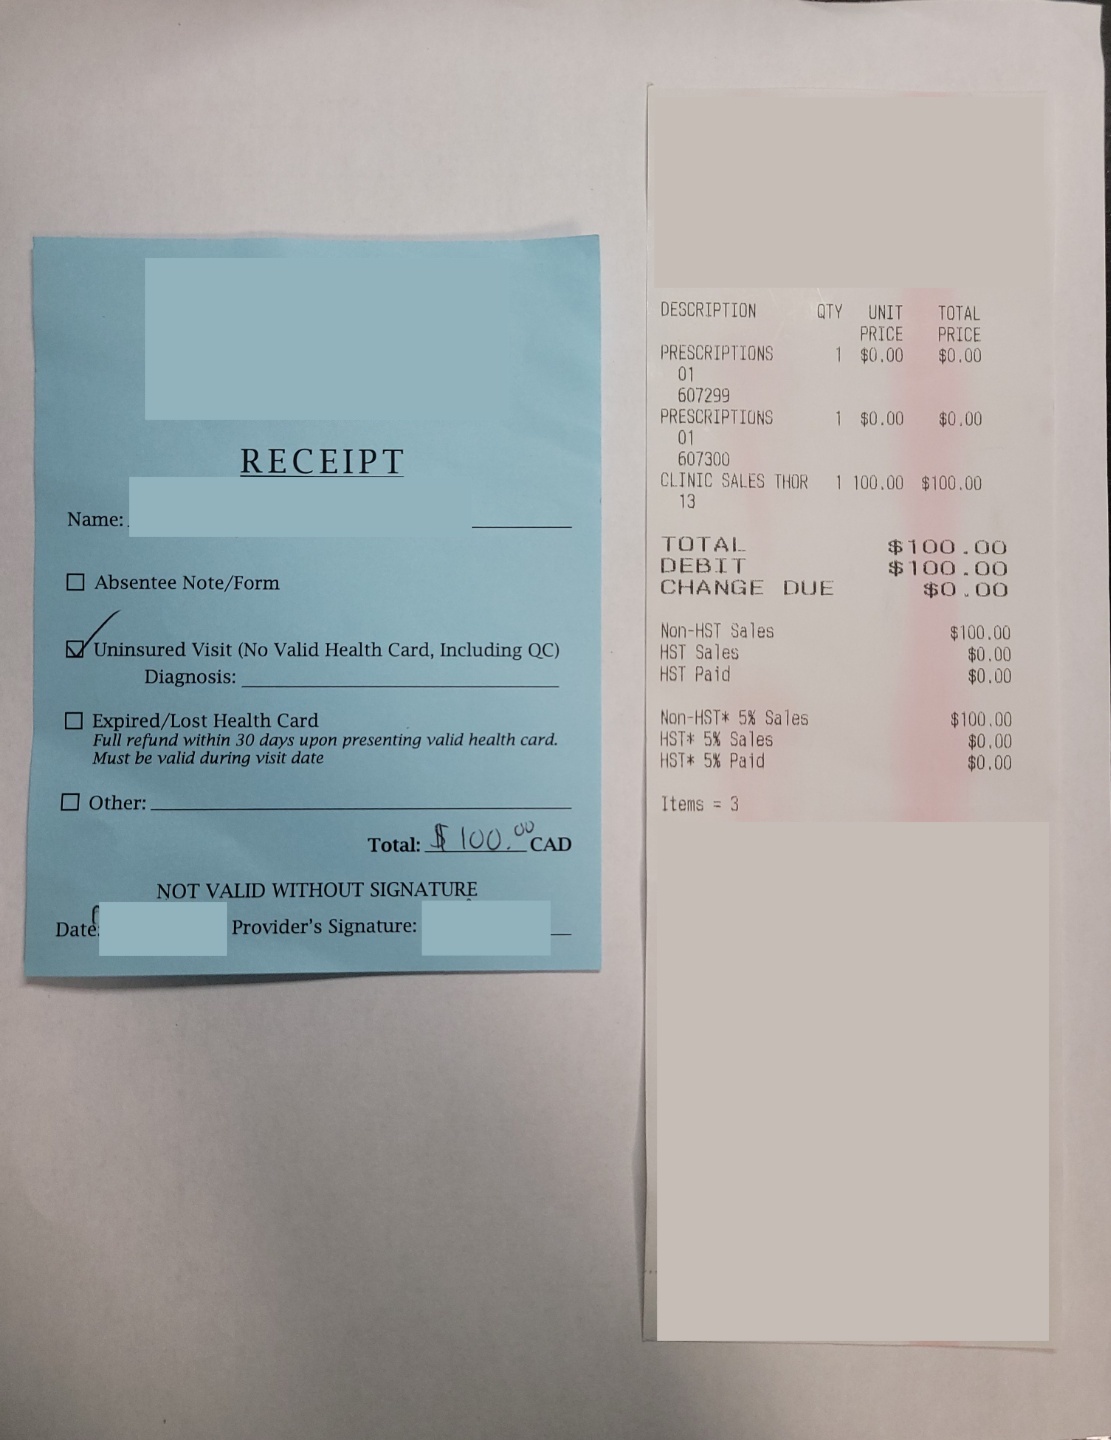 RECEIPT
Name:
Absentee Note/Form
Uninsured Visit (No Valid Health Card, Including QC)
Diagnosis:
Expired/Lost Health Card
Full refund within 30 days upon presenting valid health card.
Must be valid during visit date
Other:
Total: $100.00 CAD
NOT VALID WITHOUT SIGNATURE
Date: Provider's Signature:
DESCRIPTION QTY UNIT TOTAL
PRICE PRICE
PRESCRIPTIONS 1 $0.00 $0.00
01
607299
PRESCRIPTIONS 1 $0.00 $0.00
01
607300
CLINIC SALES THOR 1 100.00 $100.00
13
TOTAL $100.00
DEBIT $100.00
CHANGE DUE $0.00
Non-HST Sales $100.00
HST Sales $0.00
HST Paid $0.00
Non-HST* 5% Sales $100.00
HST* 5% Sales $0.00
HST* 5% Paid $0.00
Items = 3